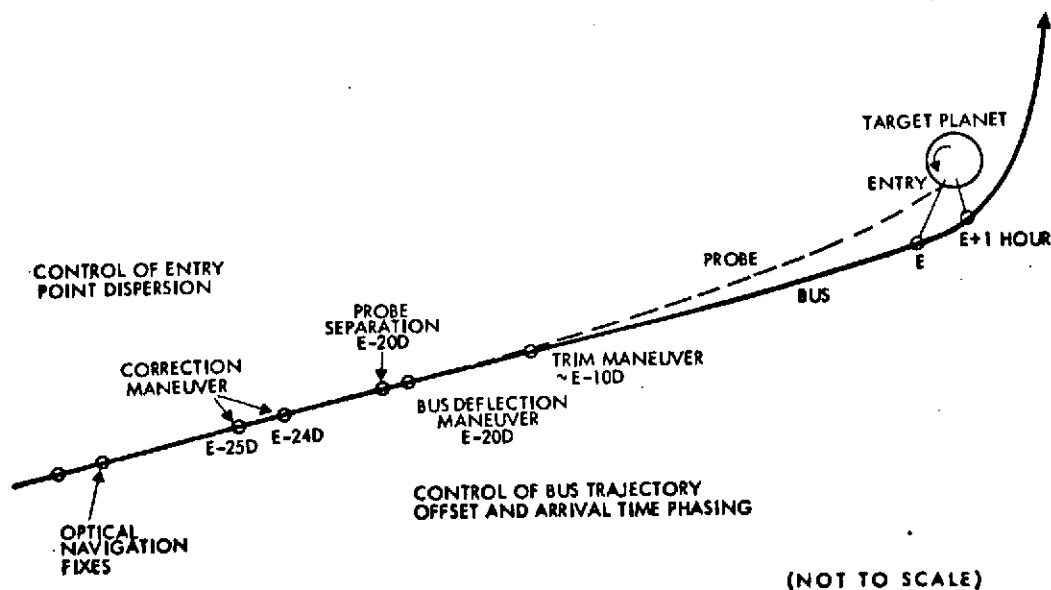 TARGET PLANET
ENTRY
E+1 HOUR
E
PROBE
BUS
CONTROL OF ENTRY
POINT DISPERSION
PROBE
SEPARATION
E-20D
TRIM MANEUVER
~E-10D
CORRECTION
MANEUVER
BUS DEFLECTION
MANEUVER
E-20D
E-25D
E-24D
CONTROL OF BUS TRAJECTORY
OFFSET AND ARRIVAL TIME PHASING
OPTICAL
NAVIGATION
FIXES
(NOT TO SCALE)